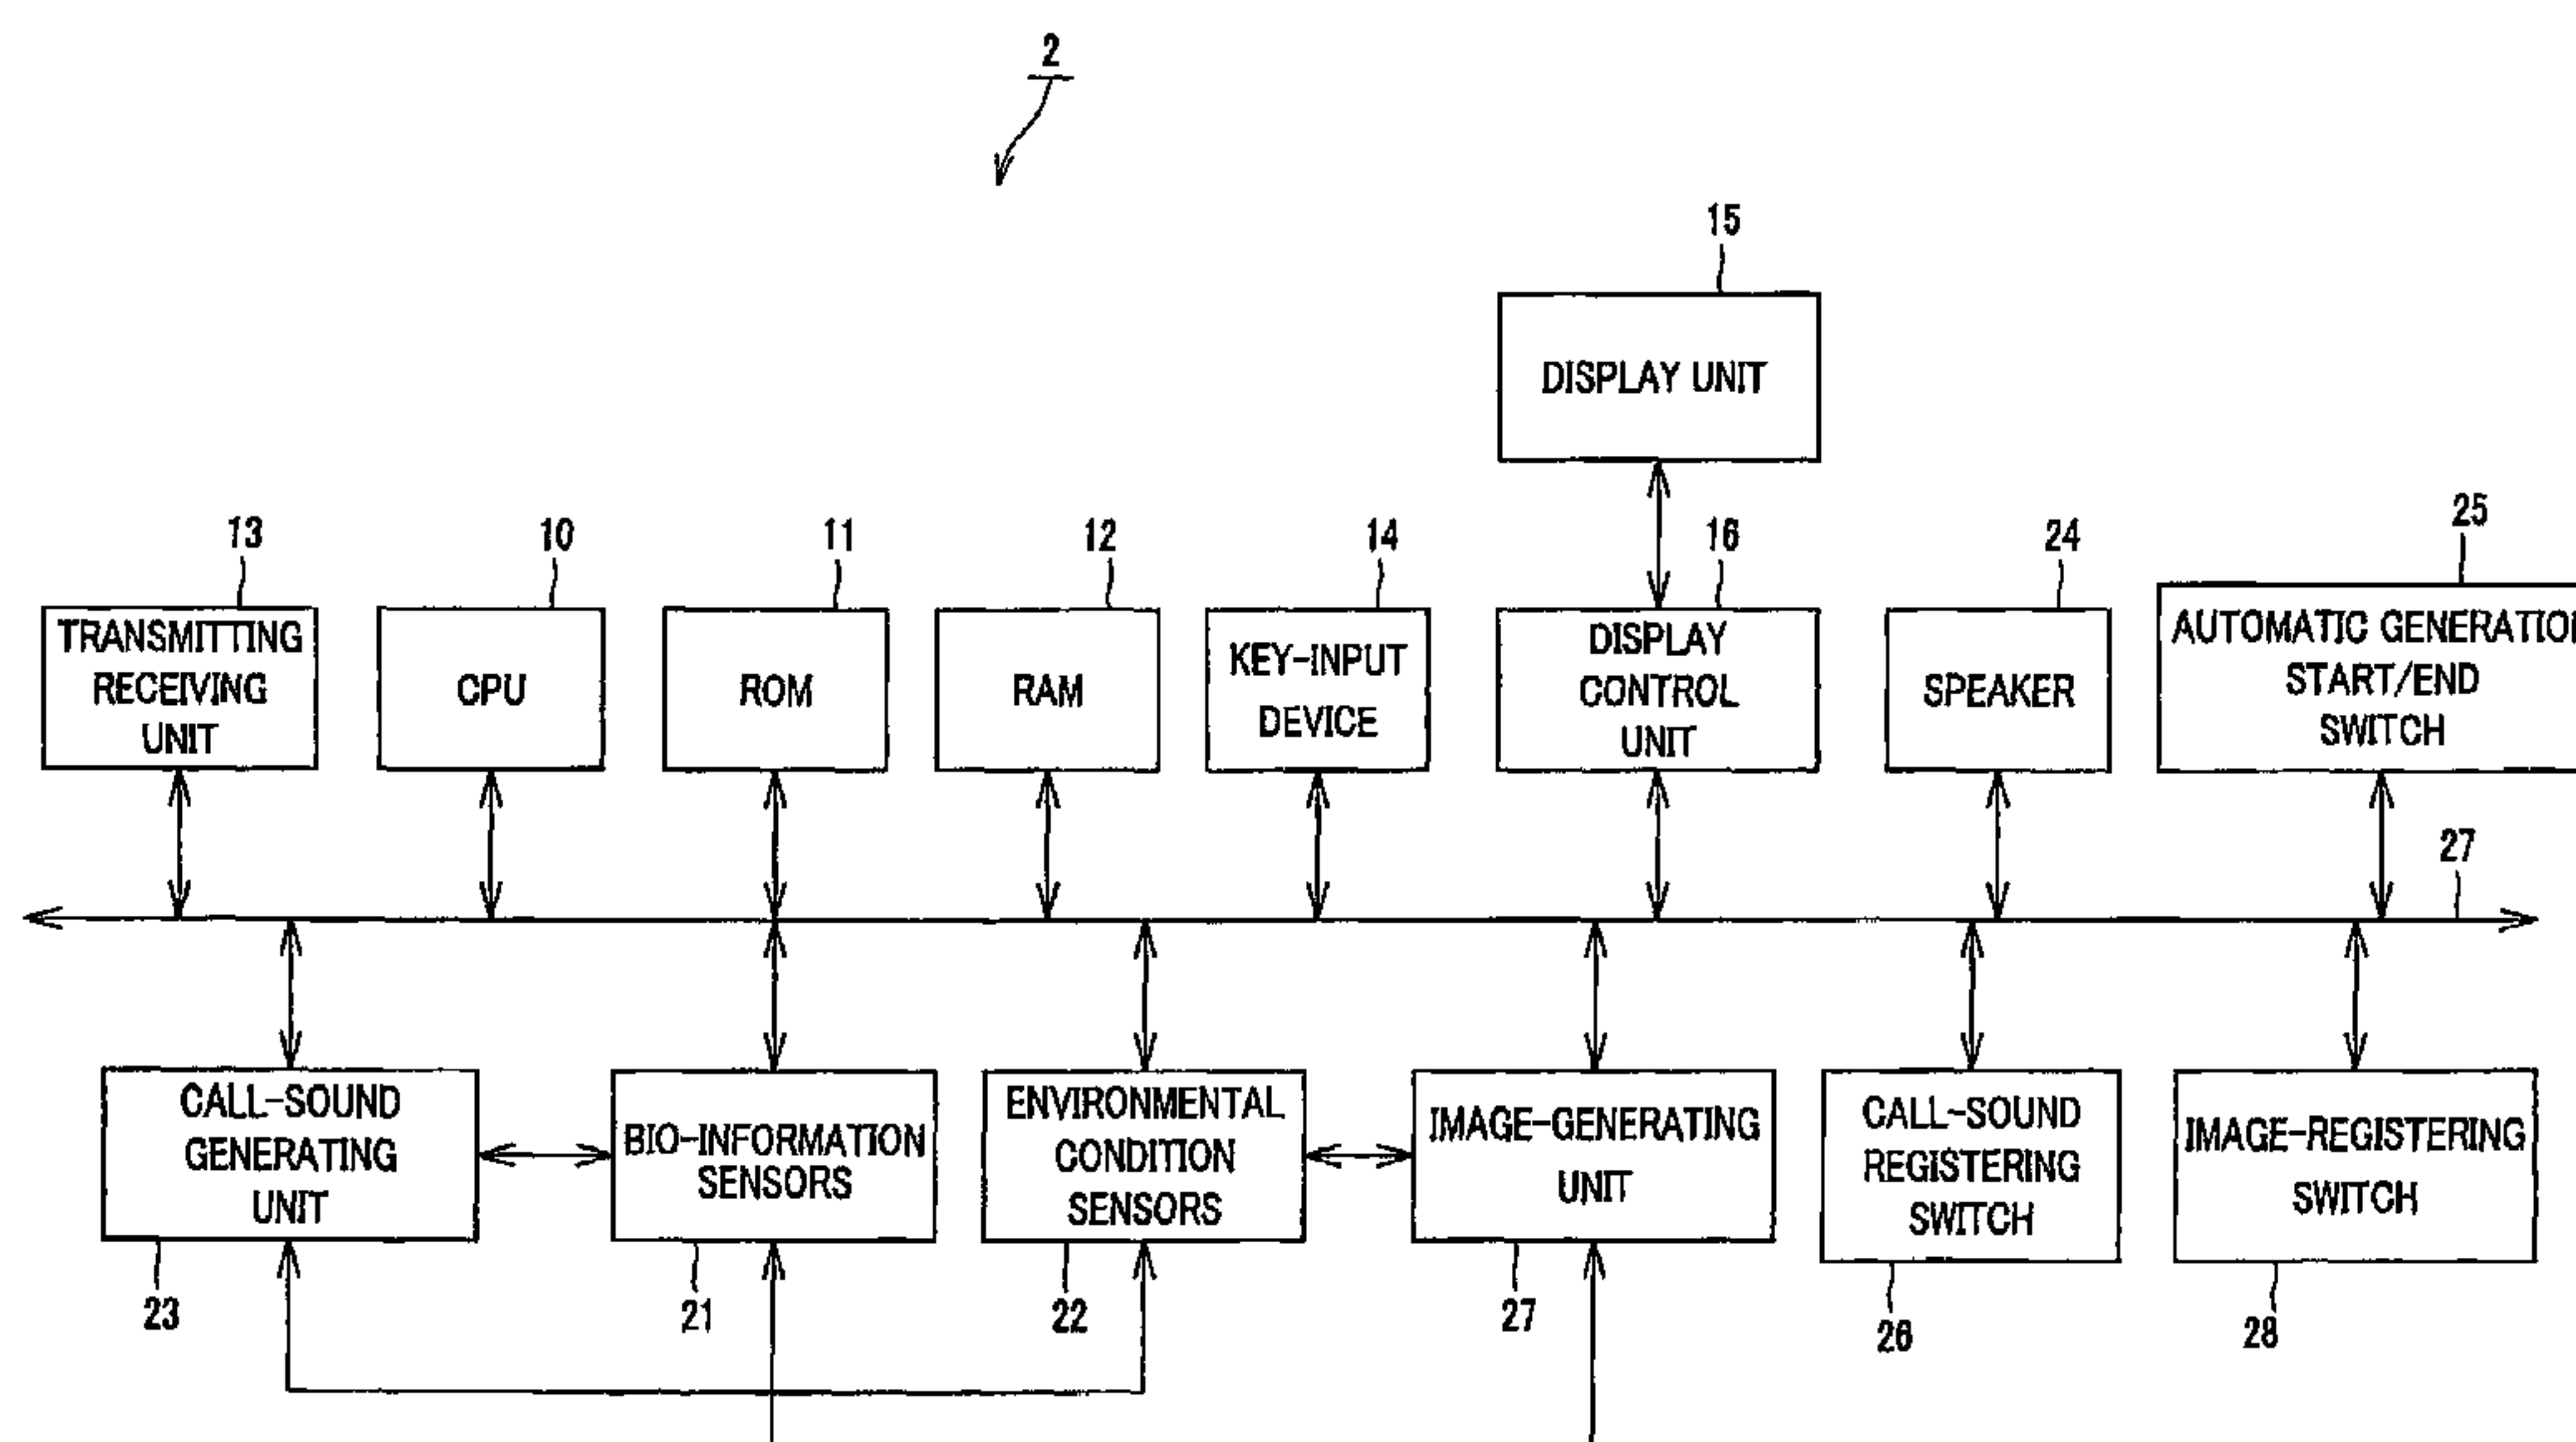 2
15
DISPLAY UNIT
13
10
11
12
14
16
24
25
TRANSMITTING
RECEIVING
UNIT
CPU
ROM
RAM
KEY-INPUT
DEVICE
DISPLAY
CONTROL
UNIT
SPEAKER
AUTOMATIC GENERATION
START/END
SWITCH
27
CALL-SOUND
GENERATING
UNIT
BIO-INFORMATION
SENSORS
ENVIRONMENTAL
CONDITION
SENSORS
IMAGE-GENERATING
UNIT
CALL-SOUND
REGISTERING
SWITCH
IMAGE-REGISTERING
SWITCH
23
21
22
27
26
28